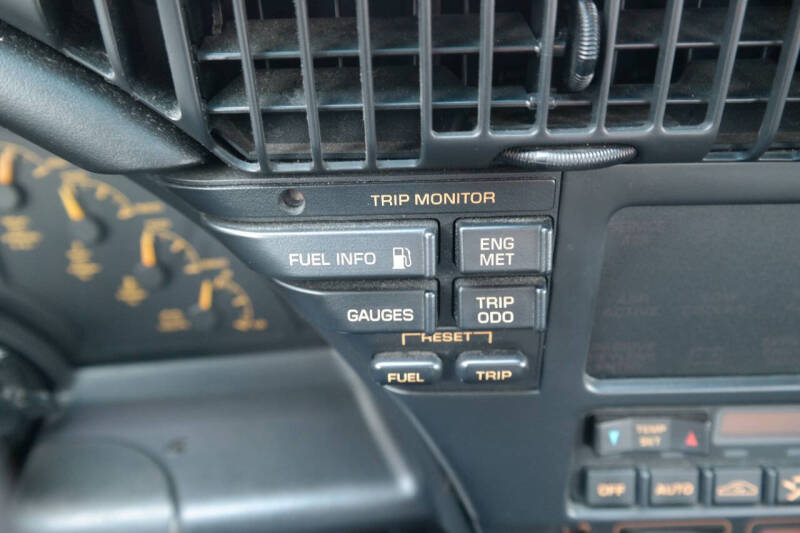 TRIP MONITOR
FUEL INFO
ENG
MET
GAUGES
TRIP
ODO
RESET
FUEL
TRIP
TEMP
SET
OFF
AUTO